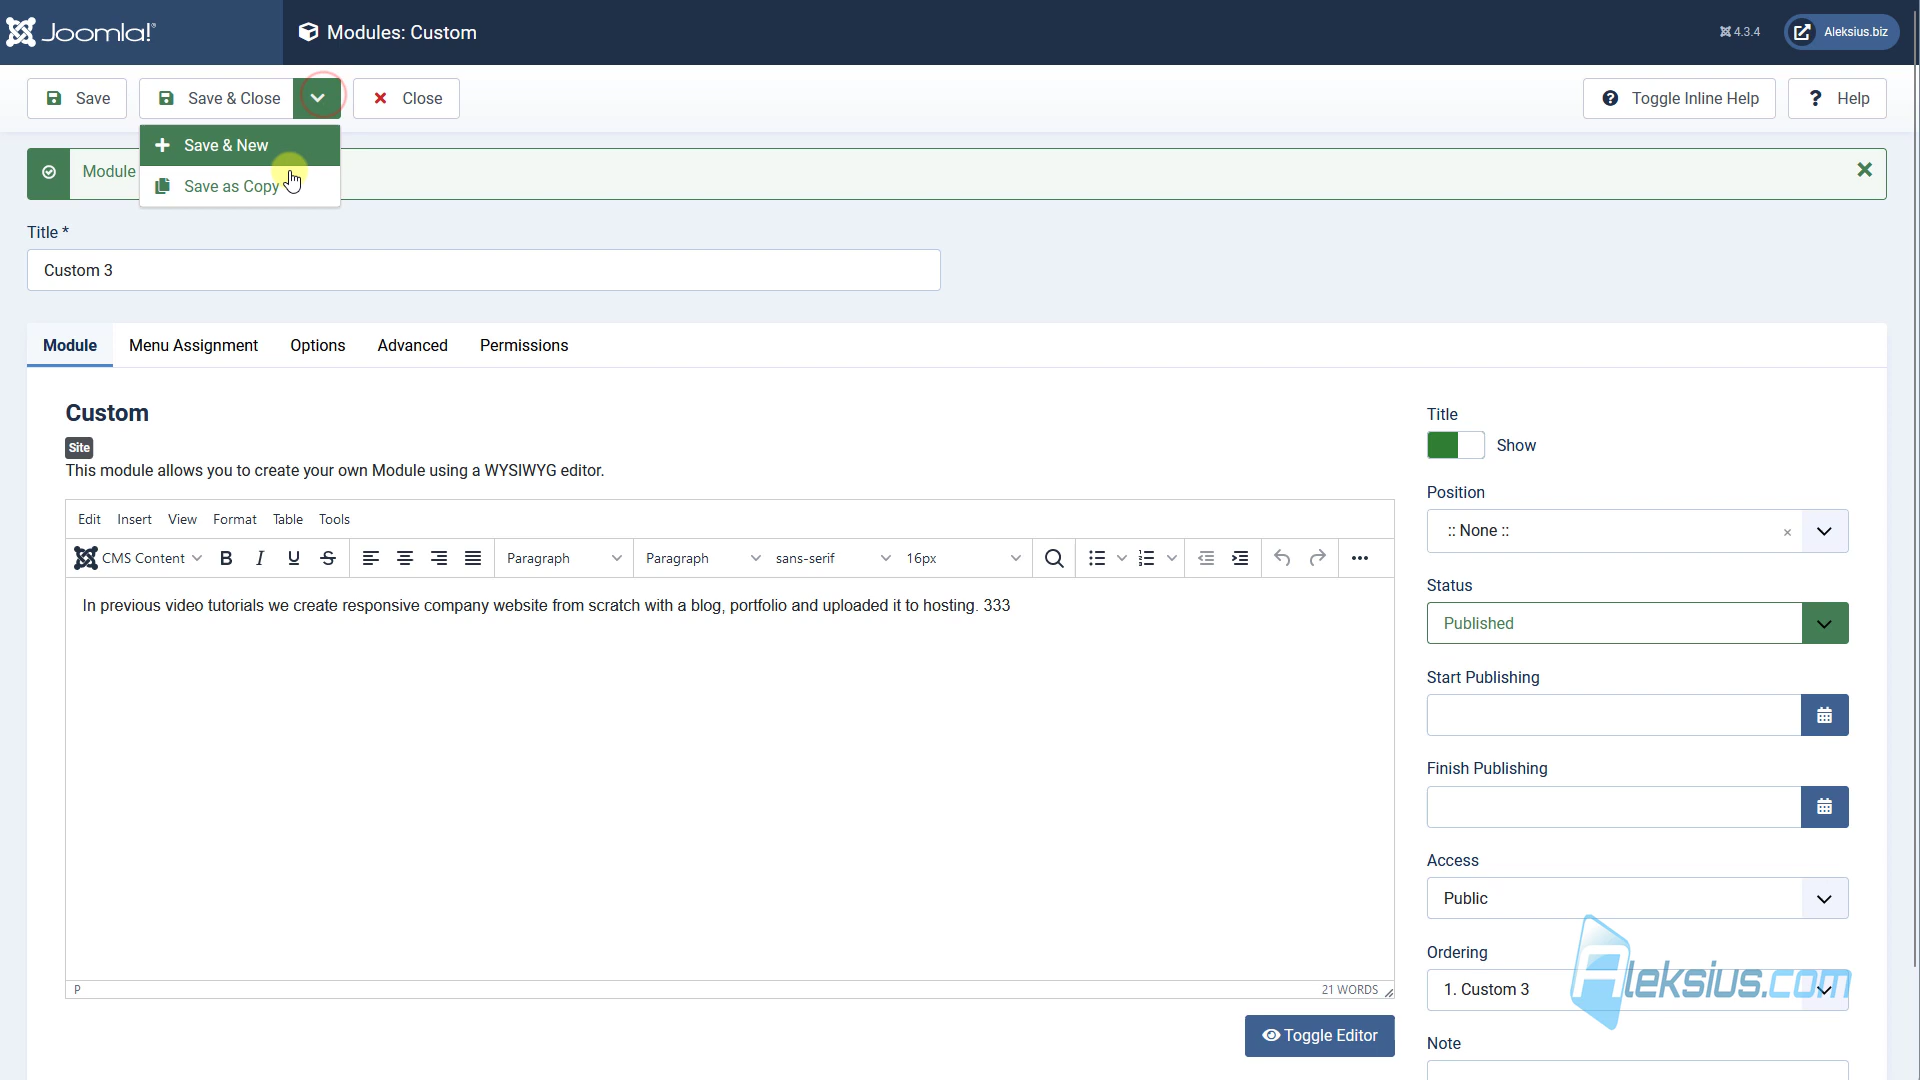 Joomla!
Modules: Custom
4.3.4
Aleksius.biz
Save
Save & Close
Close
Toggle Inline Help
? Help
Save & New
Save as Copy
Module
Title *
Custom 3
Module
Menu Assignment
Options
Advanced
Permissions
Custom
Site
This module allows you to create your own Module using a WYSIWYG editor.
Edit Insert View Format Table Tools
CMS Content B I U S Paragraph Paragraph sans-serif 16px
In previous video tutorials we create responsive company website from scratch with a blog, portfolio and uploaded it to hosting. 333
P
21 WORDS
Toggle Editor
Title
Show
Position
:: None ::
Status
Published
Start Publishing
Finish Publishing
Access
Public
Ordering
1. Custom 3
Aleksius.com
Note